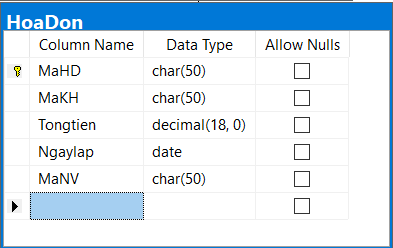 HoaDon
Column Name Data Type Allow Nulls
MaHD char(50)
MaKH char(50)
Tongtien decimal(18, 0)
Ngaylap date
MaNV char(50)